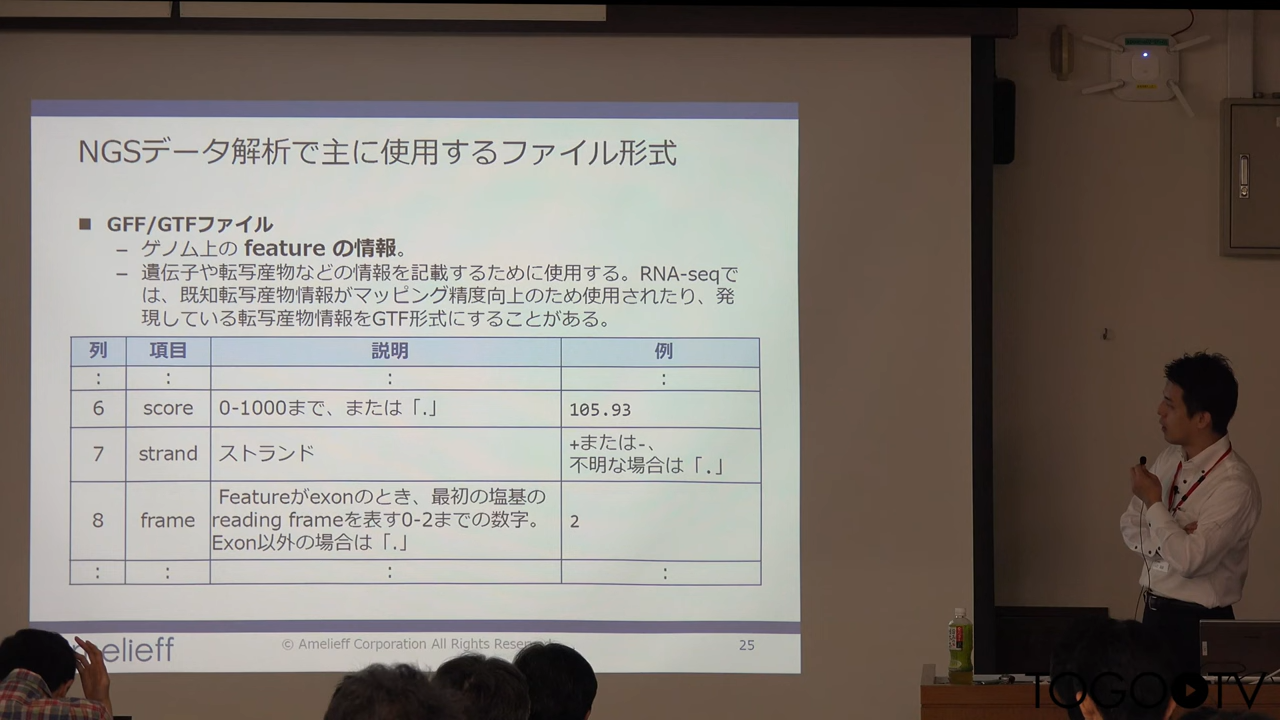 NGSデータ解析で主に使用するファイル形式
■ GFF/GTFファイル
– ゲノム上の feature の情報。
– 遺伝子や転写産物などの情報を記載するために使用する。RNA-seqで
は、既知転写産物情報がマッピング精度向上のため使用されたり、発
現している転写産物情報をGTF形式にすることがある。
列 項目 説明 例
: : : :
6 score 0-1000まで、または「.」 105.93
7 strand ストランド +または-、
不明な場合は「.」
8 frame Featureがexonのとき、最初の塩基の
reading frameを表す0-2までの数字。
Exon以外の場合は「.」 2
: : : :
melieff © Amelieff Corporation All Rights Reserved 25
TOGO TV